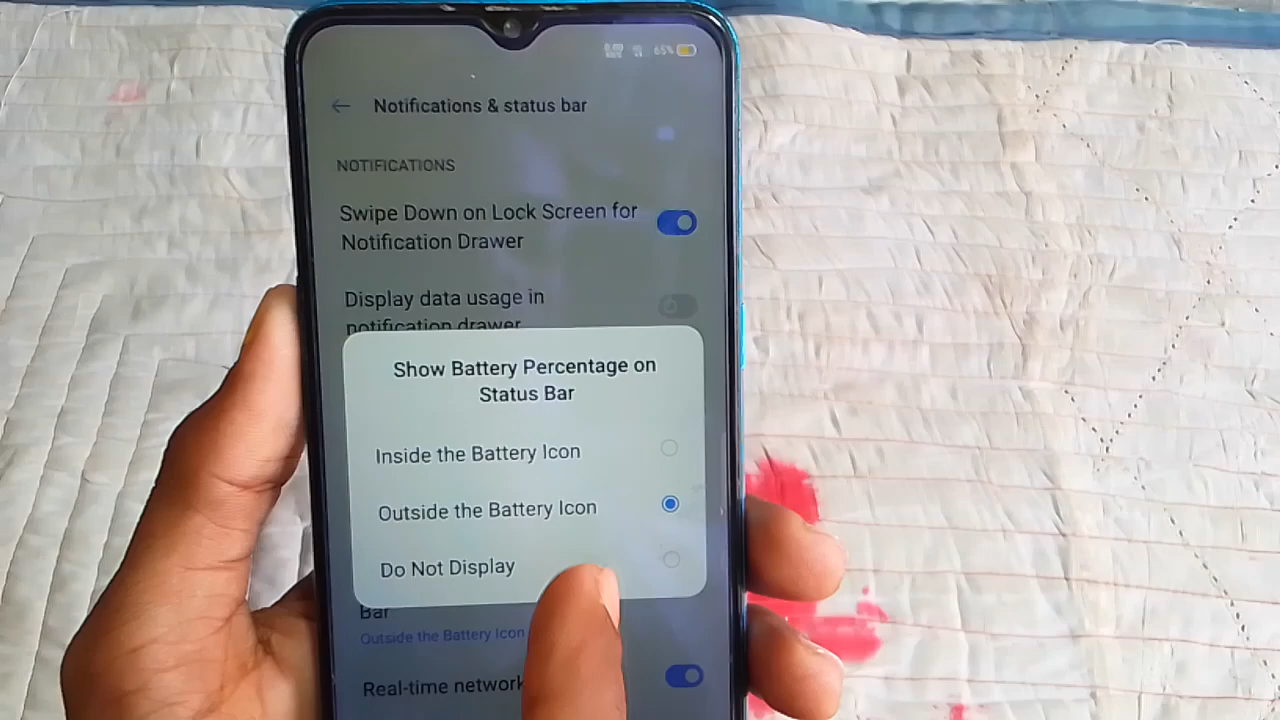 65%
Notifications & status bar
NOTIFICATIONS
Swipe Down on Lock Screen for
Notification Drawer
Display data usage in
notification drawer
Show Battery Percentage on
Status Bar
Inside the Battery Icon
Outside the Battery Icon
Do Not Display
Bar
Outside the Battery Icon
Real-time network